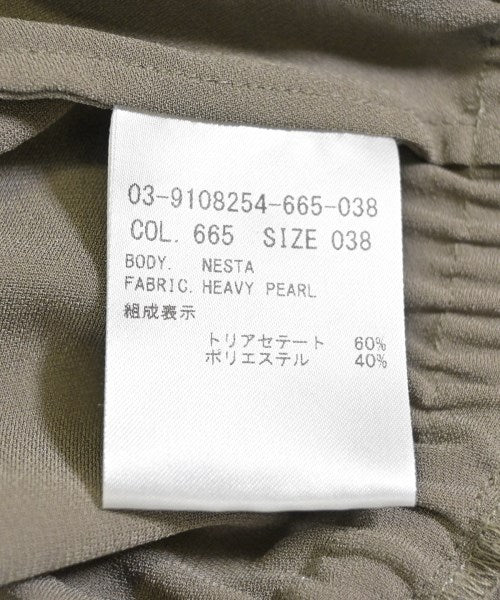 03-9108254-665-038
COL. 665 SIZE 038
BODY. NESTA
FABRIC. HEAVY PEARL
組成表示
トリアセテート 60%
ポリエステル 40%